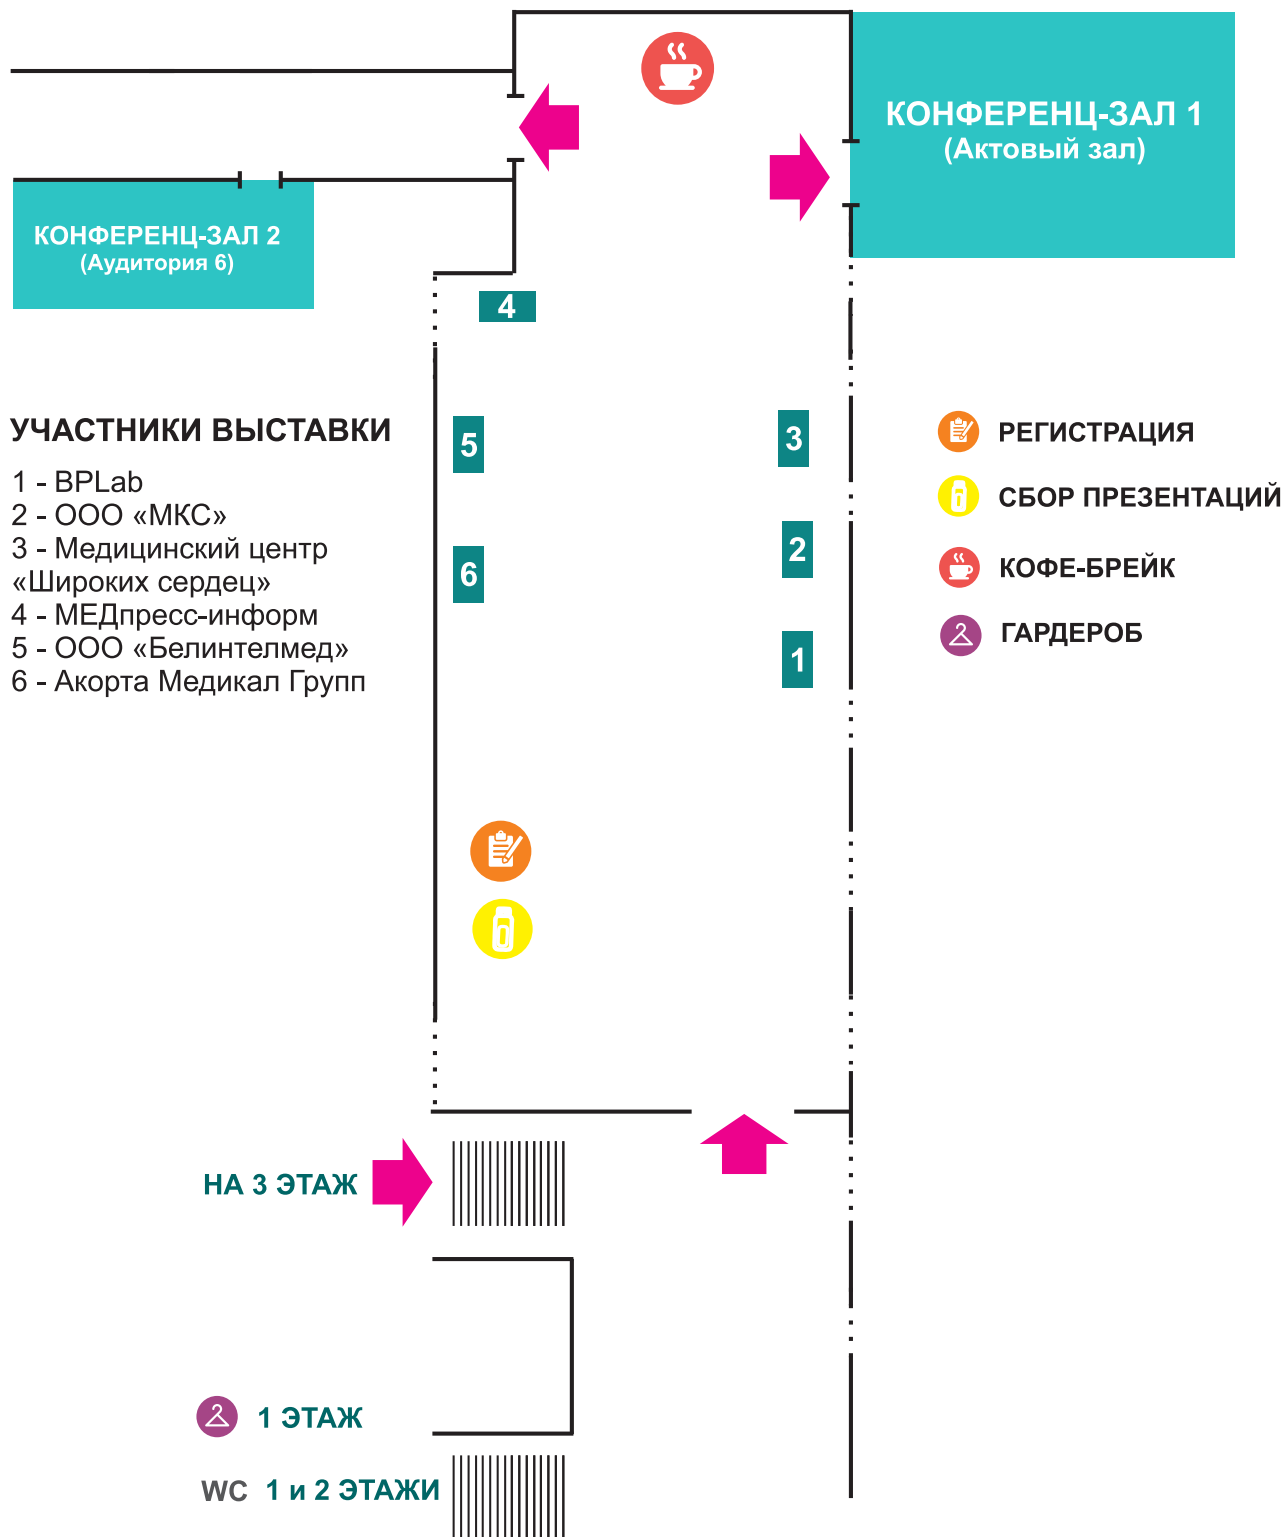 КОНФЕРЕНЦ-ЗАЛ 1
(Актовый зал)
КОНФЕРЕНЦ-ЗАЛ 2
(Аудитория 6)
4
УЧАСТНИКИ ВЫСТАВКИ
1 - BPLab
2 - ООО «МКС»
3 - Медицинский центр
«Широких сердец»
4 - МЕДпресс-информ
5 - ООО «Белинтелмед»
6 - Акорта Медикал Групп
5
6
3
2
1
РЕГИСТРАЦИЯ
СБОР ПРЕЗЕНТАЦИЙ
КОФЕ-БРЕЙК
ГАРДЕРОБ
НА 3 ЭТАЖ
1 ЭТАЖ
WC 1 и 2 ЭТАЖИ